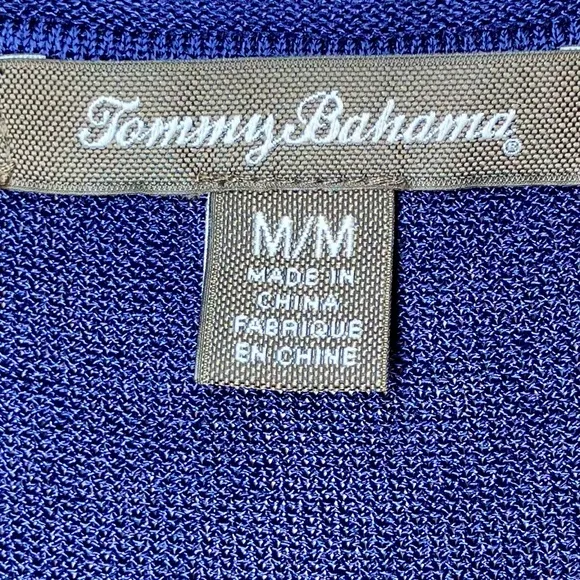 Tommy Bahama®
M/M
MADE IN
CHINA
FABRIQUE
EN CHINE